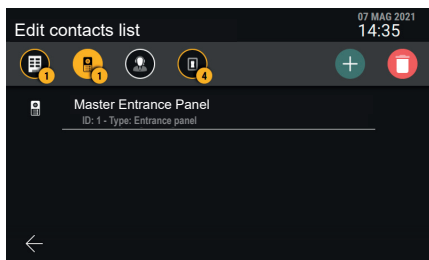 07 MAG 2021
Edit contacts list
14:35
1
1
4
Master Entrance Panel
ID: 1 - Type: Entrance panel